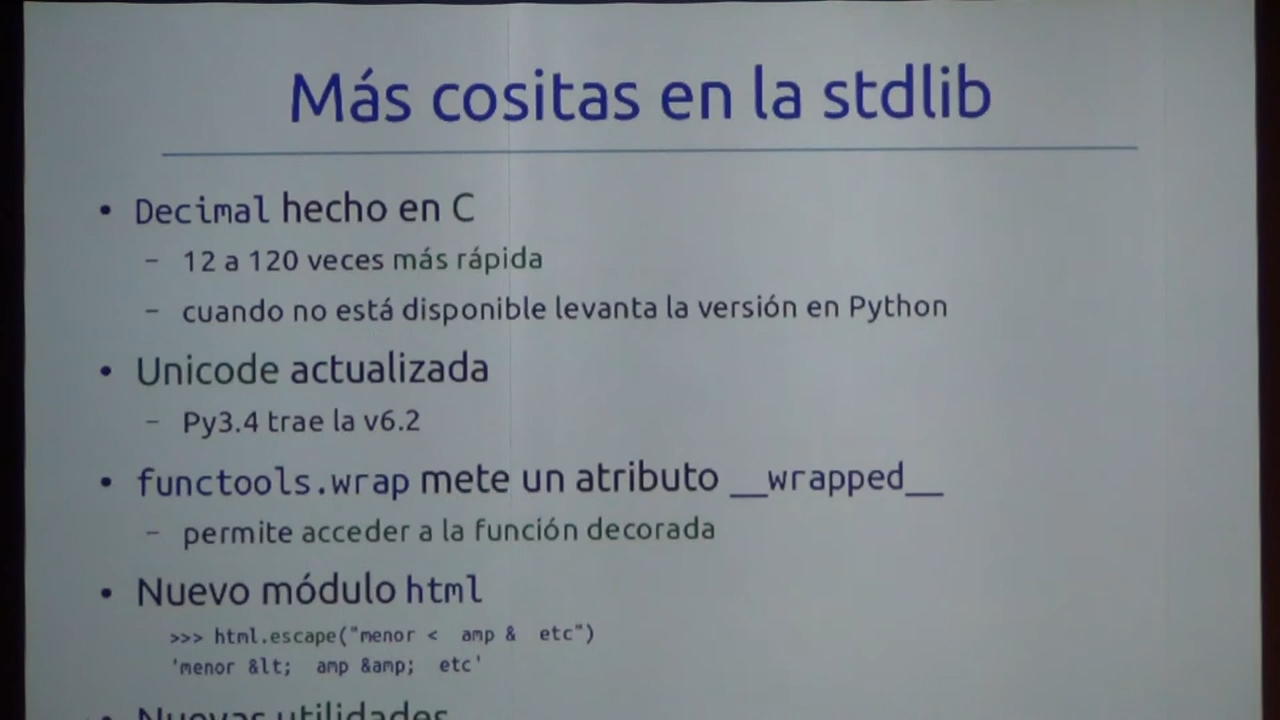 Más cositas en la stdlib
• Decimal hecho en C
– 12 a 120 veces más rápida
– cuando no está disponible levanta la versión en Python
• Unicode actualizada
– Py3.4 trae la v6.2
• functools.wrap mete un atributo __wrapped__
– permite acceder a la función decorada
• Nuevo módulo html
>>> html.escape("menor <  amp &  etc")
'menor &lt;  amp &amp;  etc'
• Nuevas utilidades